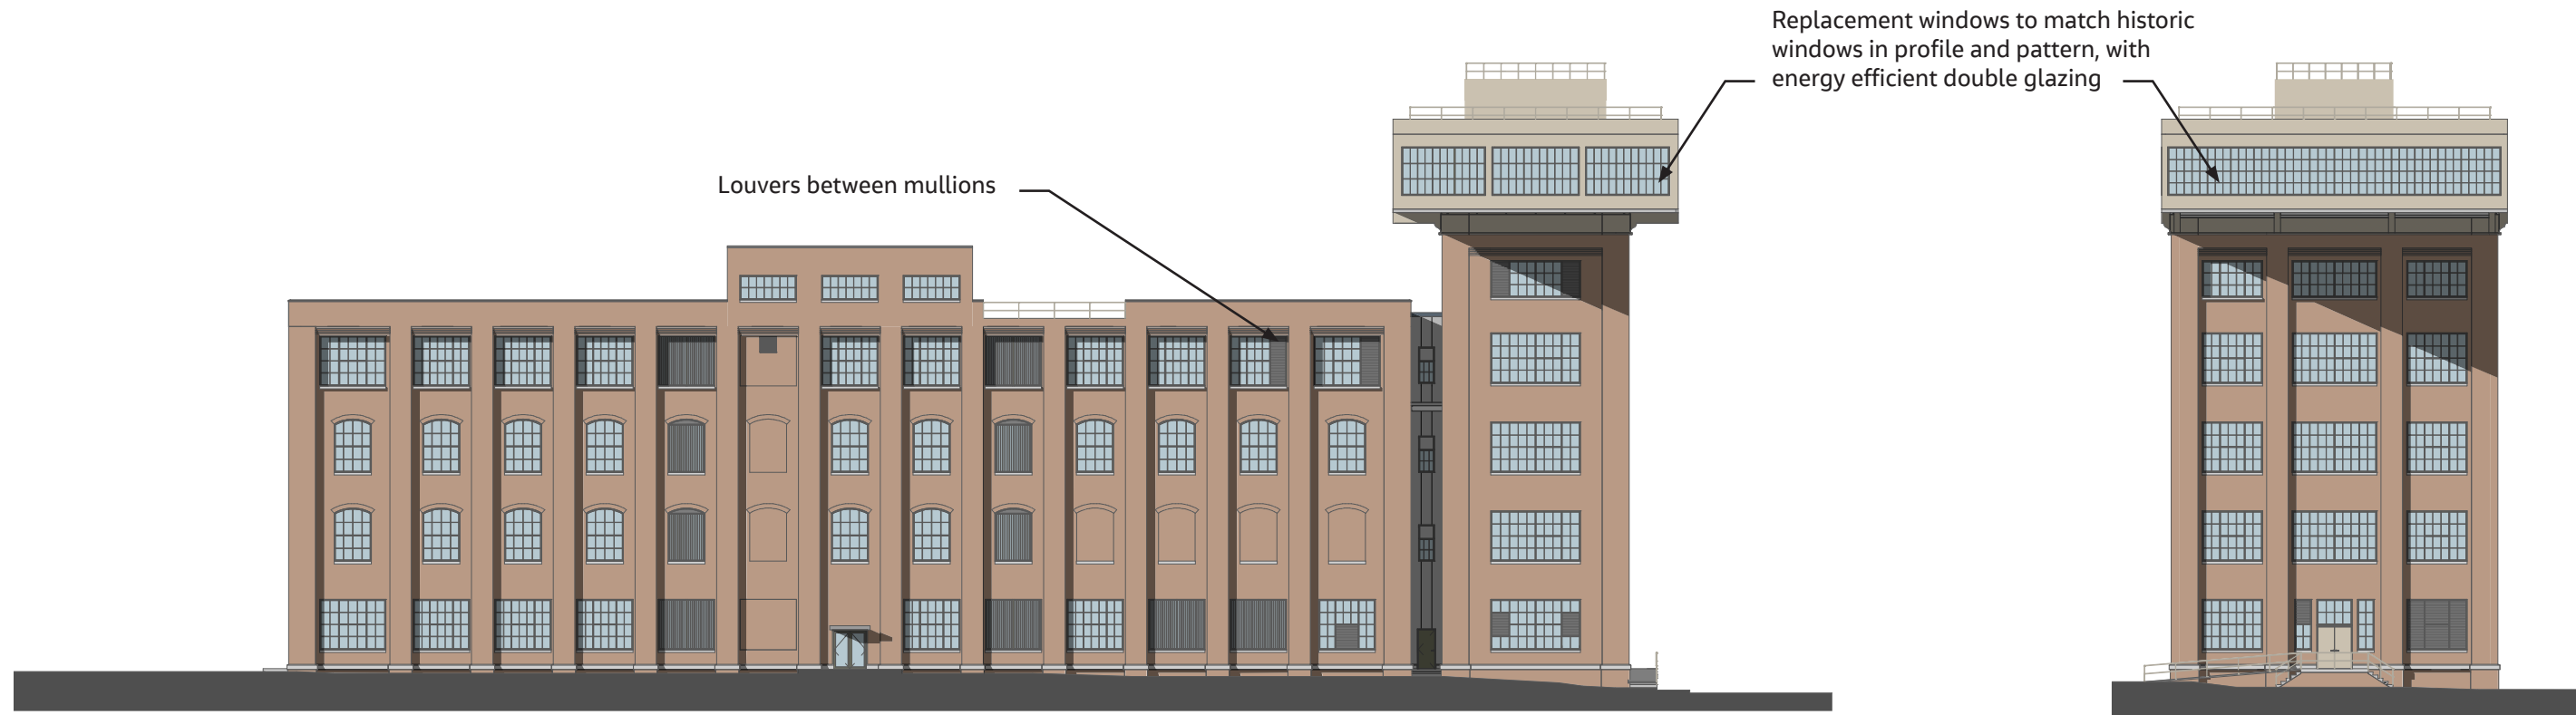 Replacement windows to match historic
windows in profile and pattern, with
energy efficient double glazing
Louvers between mullions